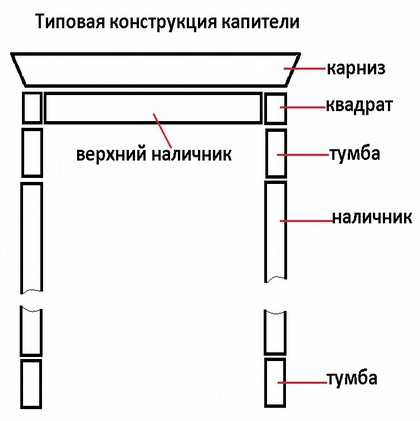 Типовая конструкция капители
карниз
квадрат
верхний наличник
тумба
наличник
тумба